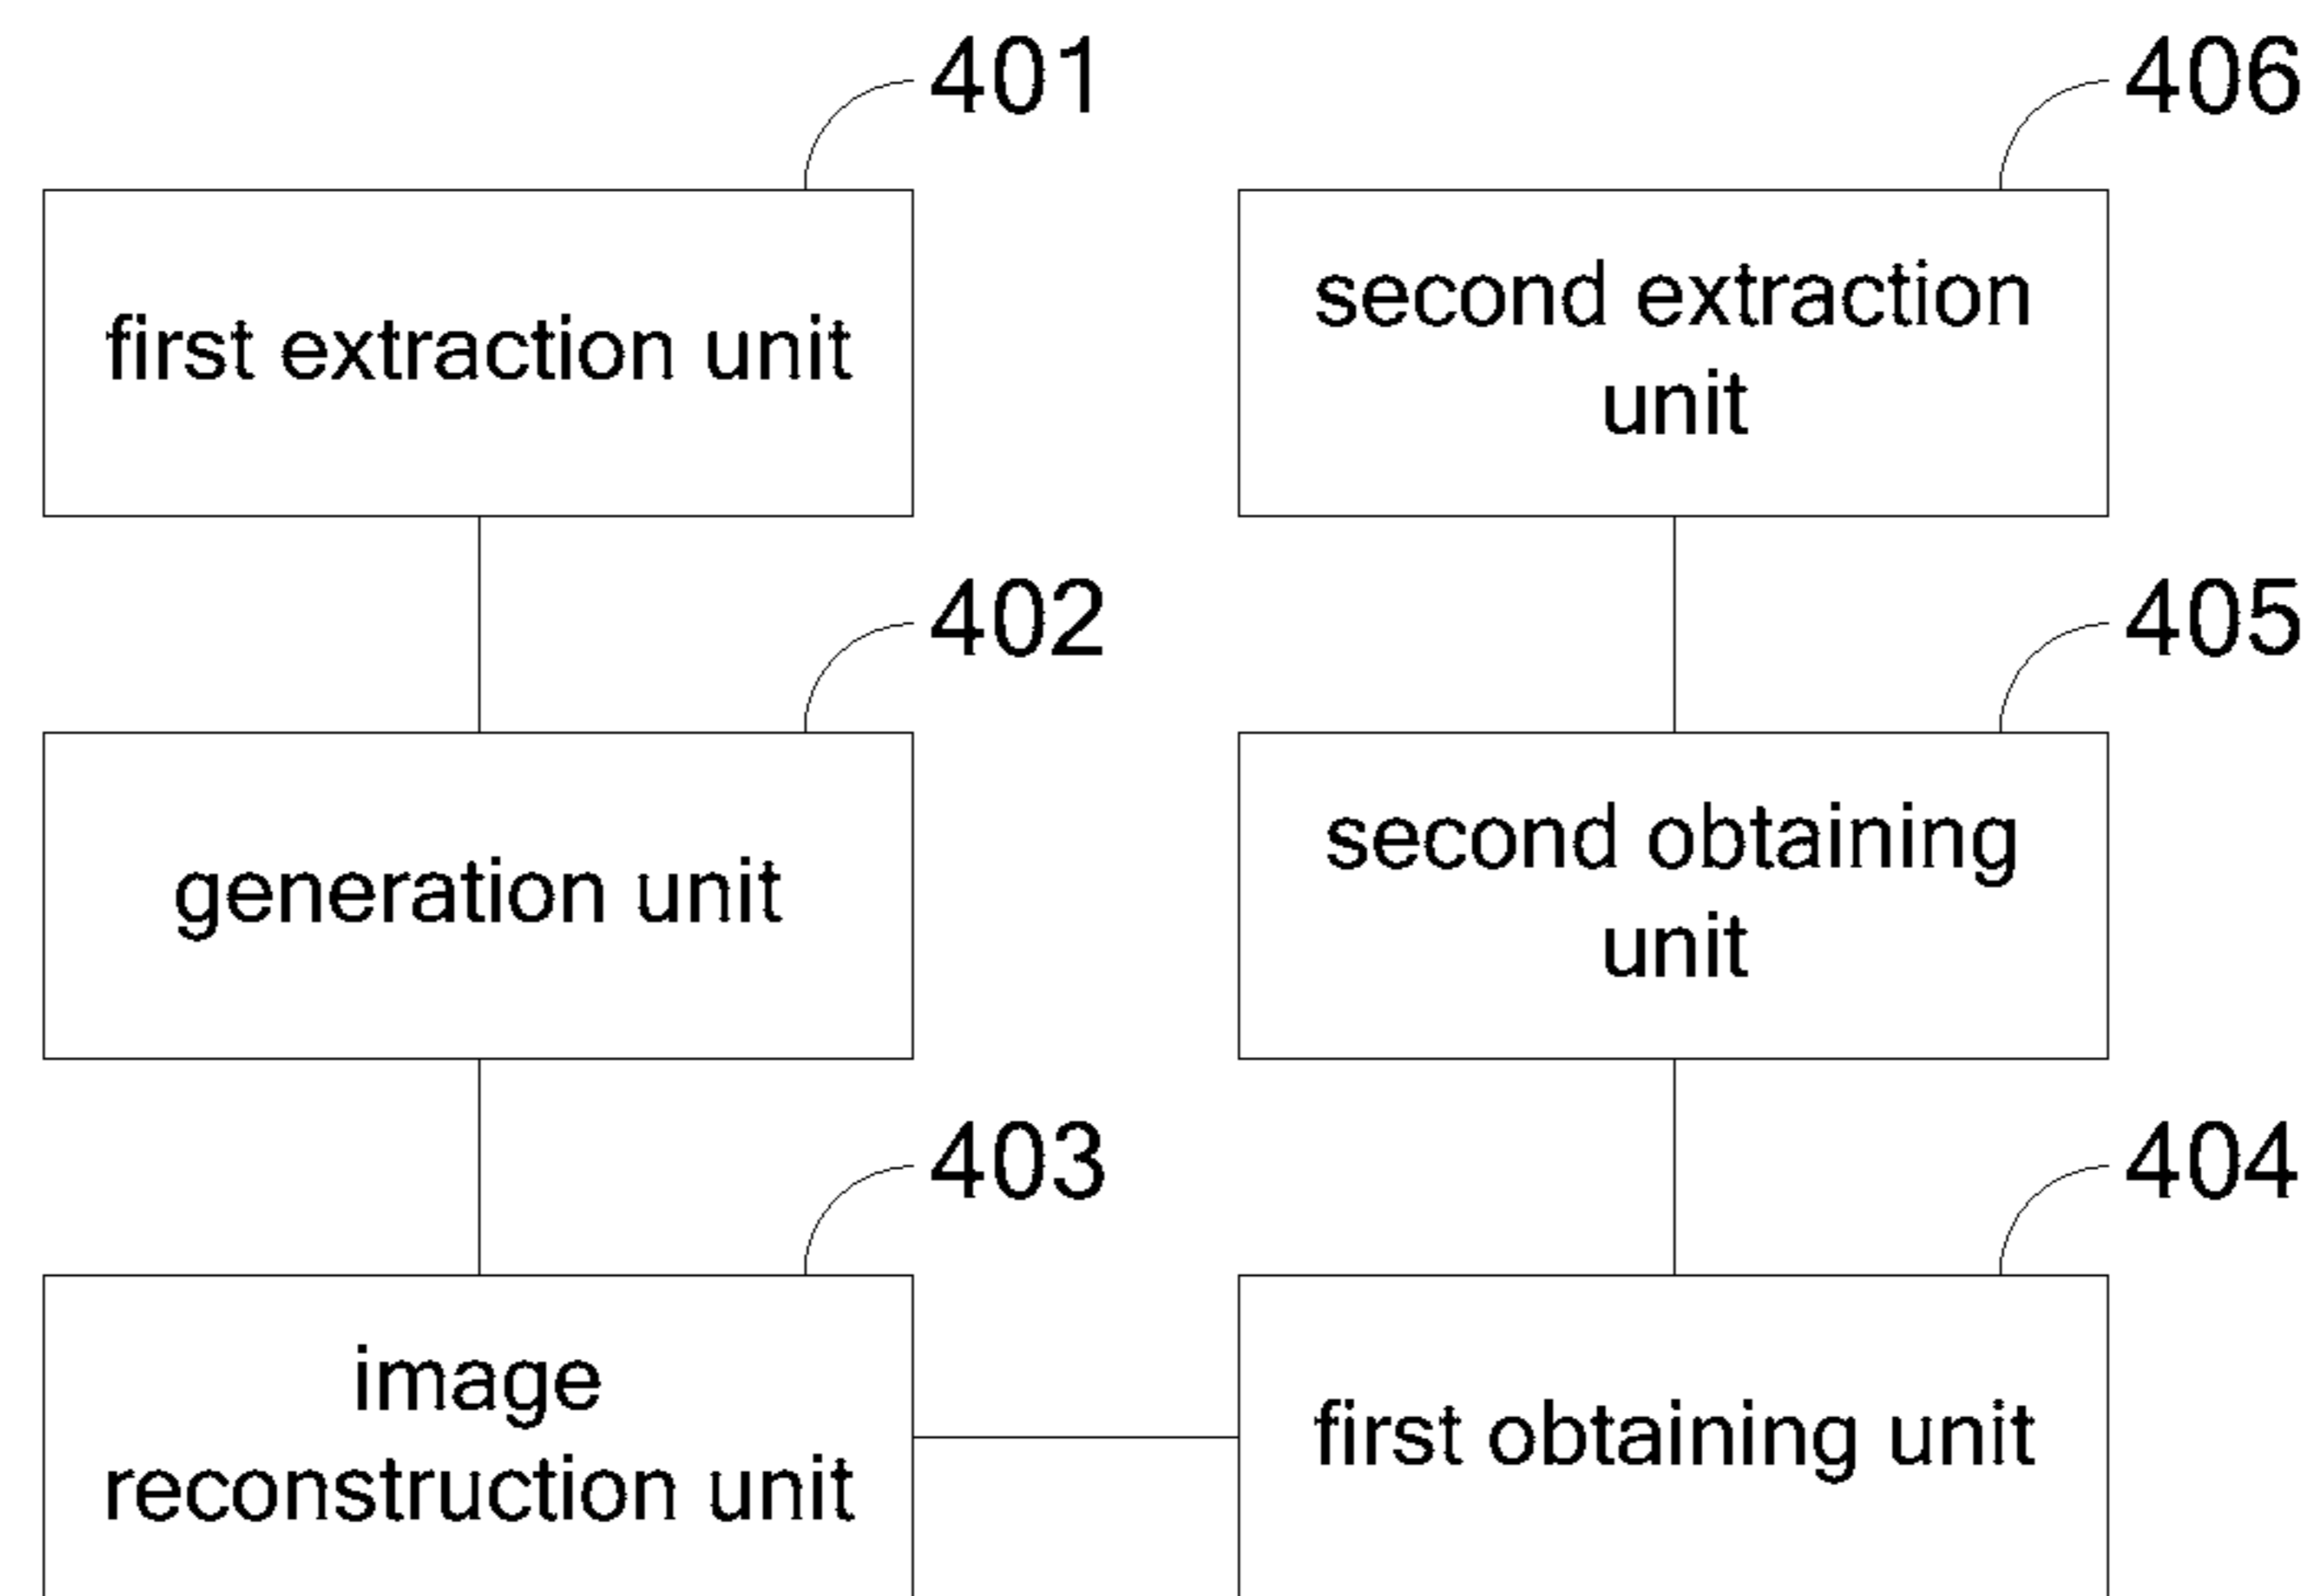 401
first extraction unit
402
generation unit
403
image
reconstruction unit
406
second extraction
unit
405
second obtaining
unit
404
first obtaining unit